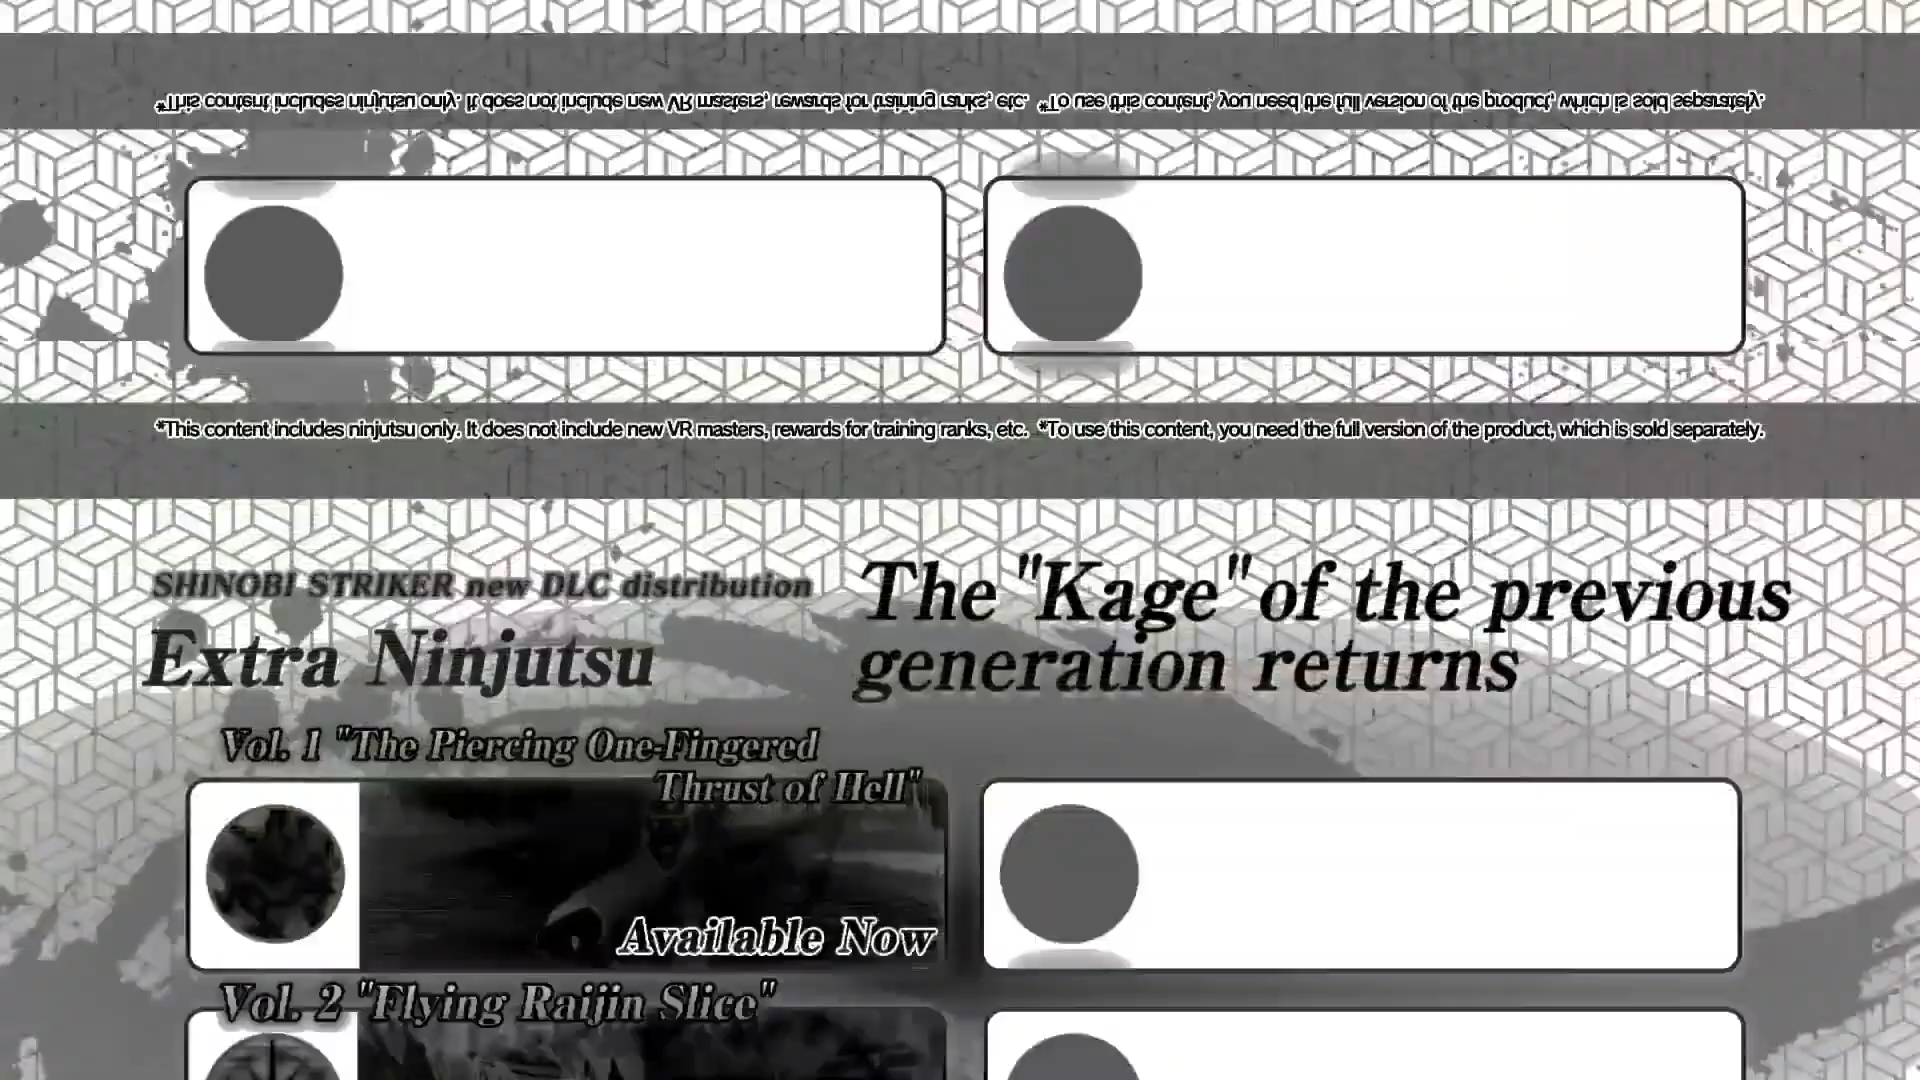 *This content includes ninjutsu only. It does not include new VR masters, rewards for training ranks, etc. *To use this content, you need the full version of the product, which is sold separately.
*This content includes ninjutsu only. It does not include new VR masters, rewards for training ranks, etc. *To use this content, you need the full version of the product, which is sold separately.
SHINOBI STRIKER new DLC distribution
Extra Ninjutsu
The "Kage" of the previous
generation returns
Vol. 1 "The Piercing One-Fingered
Thrust of Hell"
Available Now
Vol. 2 "Flying Raijin Slice"